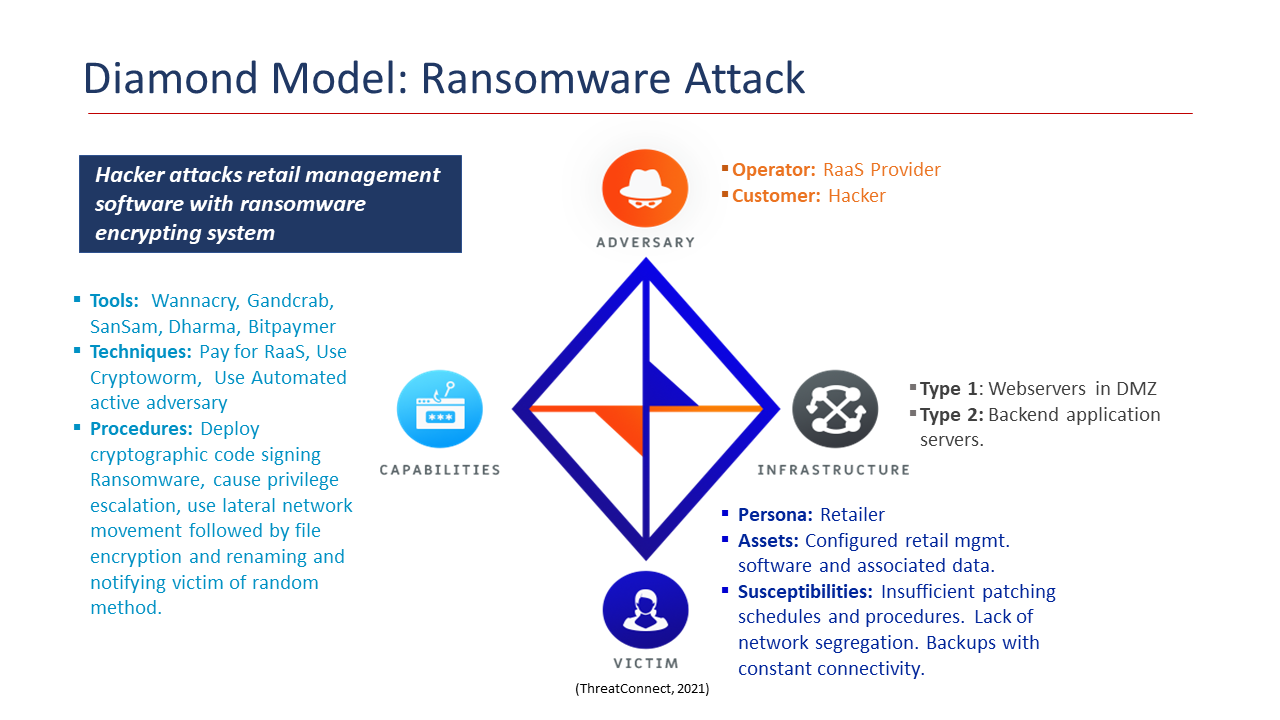 Diamond Model: Ransomware Attack
Hacker attacks retail management
software with ransomware
encrypting system
ADVERSARY
▪Operator: RaaS Provider
▪Customer: Hacker
▪ Tools: Wannacry, Gandcrab,
SanSam, Dharma, Bitpaymer
▪ Techniques: Pay for RaaS, Use
Cryptoworm, Use Automated
active adversary
▪ Procedures: Deploy
cryptographic code signing
Ransomware, cause privilege
escalation, use lateral network
movement followed by file
encryption and renaming and
notifying victim of random
method.
***
CAPABILITIES
INFRASTRUCTURE
▪Type 1: Webservers in DMZ
▪Type 2: Backend application
servers.
▪ Persona: Retailer
▪ Assets: Configured retail mgmt.
software and associated data.
▪ Susceptibilities: Insufficient patching
schedules and procedures. Lack of
network segregation. Backups with
constant connectivity.
VICTIM
(ThreatConnect, 2021)